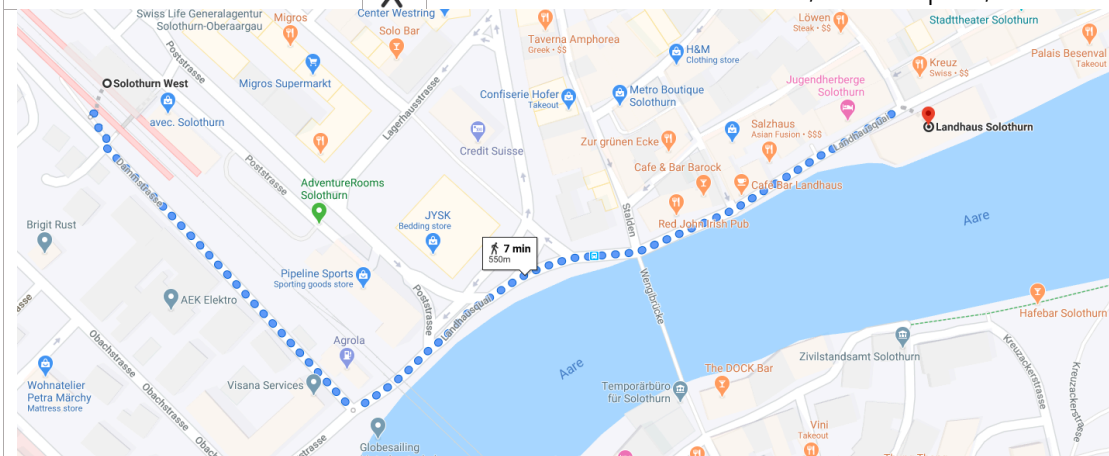 Swiss Life Generalagentur
Solothurn-Oberaargau
Migros
Center Westring
Solo Bar
Taverna Amphorea
Greek • $$
H&M
Clothing store
Löwen
Steak • $$
Stadttheater Solothurn
Kreuz
Swiss • $$
Palais Besenval
Takeout
Poststrasse
Solothurn West
avec. Solothurn
Migros Supermarkt
Lagerhausstrasse
Confiserie Hofer
Takeout
Metro Boutique
Solothurn
Jugendherberge
Solothurn
Landhaus Solothurn
Salzhaus
Asian Fusion • $$$
Landhausquai
Credit Suisse
Zur grünen Ecke
Cafe & Bar Barock
Café Bar Landhaus
Dammstrasse
Poststrasse
AdventureRooms
Solothurn
Brigit Rust
JYSK
Bedding store
Stalden
Red John Irish Pub
Aare
7 min
550m
Pipeline Sports
Sporting goods store
AEK Elektro
Poststrasse
Landhausquai
Wengibrücke
Hafebar Solothurn
Obachstrasse
Agrola
Visana Services
Wohnatelier
Petra Märchy
Mattress store
Obachstrasse
Aare
Temporärbüro
für Solothurn
The DOCK Bar
Zivilstandsamt Solothurn
Kreuzackerstrasse
Kreuzackerstrasse
Globesailing
Vini
Takeout